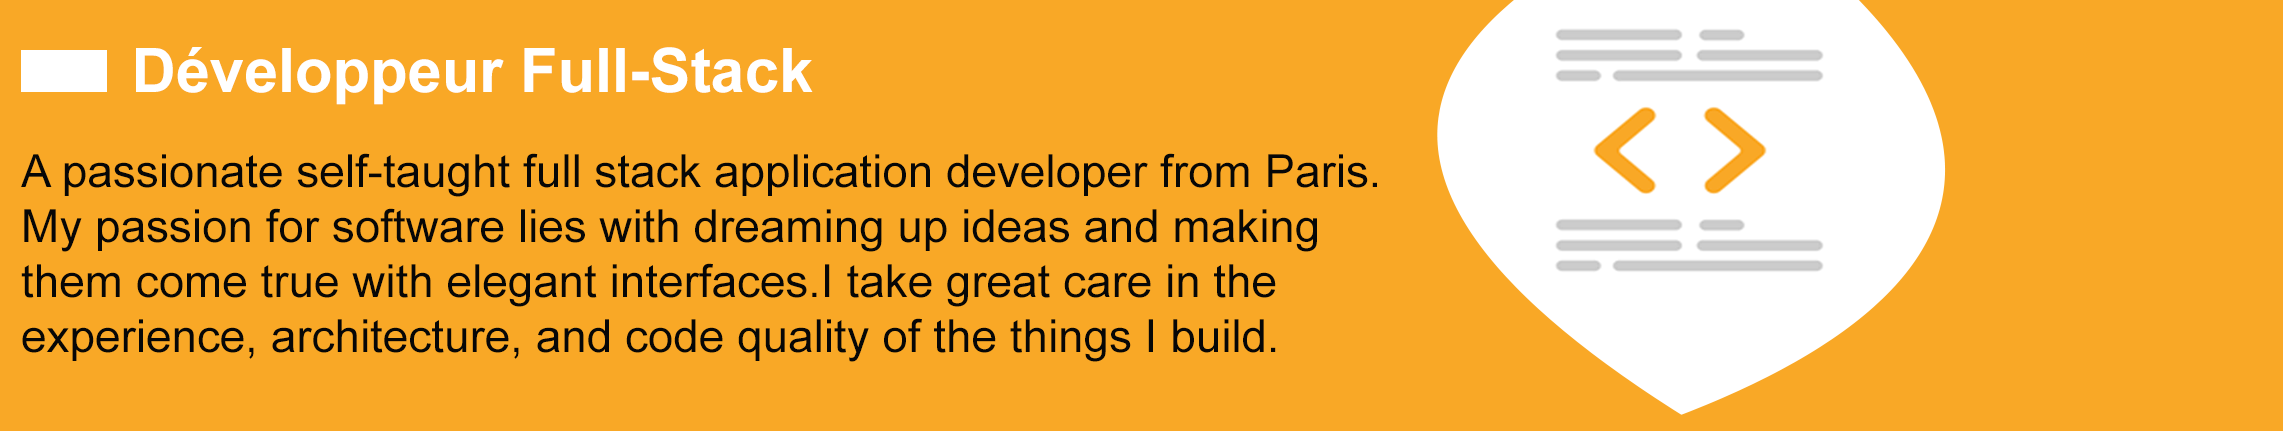 Développeur Full-Stack
A passionate self-taught full stack application developer from Paris.
My passion for software lies with dreaming up ideas and making
them come true with elegant interfaces.I take great care in the
experience, architecture, and code quality of the things I build.